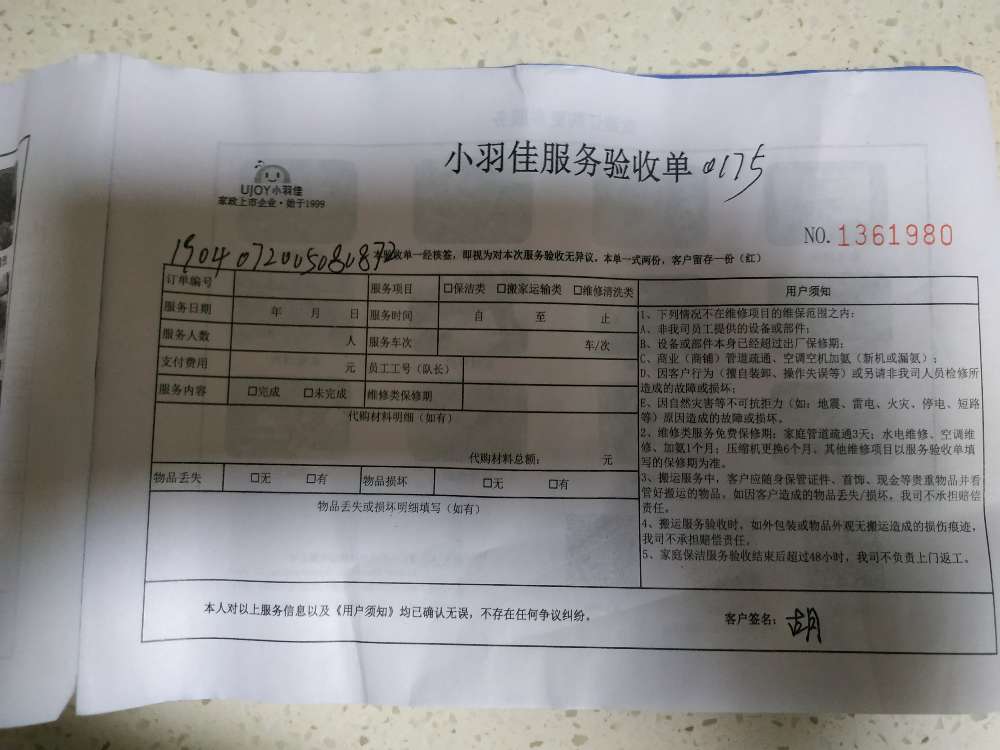 小羽佳服务验收单 0175
UJOY小羽佳
家政上市企业·始于1999
NO.1361980
本验收单一经核签，即视为对本次服务验收无异议。本单一式两份，客户留存一份（红）
订单编号 服务项目 □保洁类 □搬家运输类 □维修清洗类
服务日期 年 月 日 服务时间 自 至 止
服务人数 人 服务车次 车/次
支付费用 元 员工工号（队长）
服务内容 □完成 □未完成 维修类保修期
代购材料明细（如有）
代购材料总额： 元
物品丢失 □无 □有 物品损坏 □无 □有
物品丢失或损坏明细填写（如有）
用户须知
1、下列情况不在维修项目的维保范围之内：
A、非我司员工提供的设备或部件；
B、设备或部件本身已经超过出厂保修期；
C、商业（商铺）管道疏通、空调空机加氨（新机或漏氨）；
D、因客户行为（擅自装卸、操作失误等）或另请非我司人员检修所
造成的故障或损坏；
E、因自然灾害等不可抗拒力（如：地震、雷电、火灾、停电、短路
等）原因造成的故障或损坏。
2、维修类服务免费保修期：家庭管道疏通3天；水电维修、空调维
修、加氨1个月；压缩机更换6个月、其他维修项目以服务验收单填
写的保修期为准。
3、搬运服务中，客户应随身保管证件、首饰、现金等贵重物品并看
管好搬运的物品，如因客户造成的物品丢失/损坏，我司不承担赔偿
责任。
4、搬运服务验收时，如外包装或物品外观无搬运造成的损伤痕迹，
我司不承担赔偿责任。
5、家庭保洁服务验收结束后超过48小时，我司不负责上门返工。
本人对以上服务信息以及《用户须知》均已确认无误，不存在任何争议纠纷。
客户签名：胡